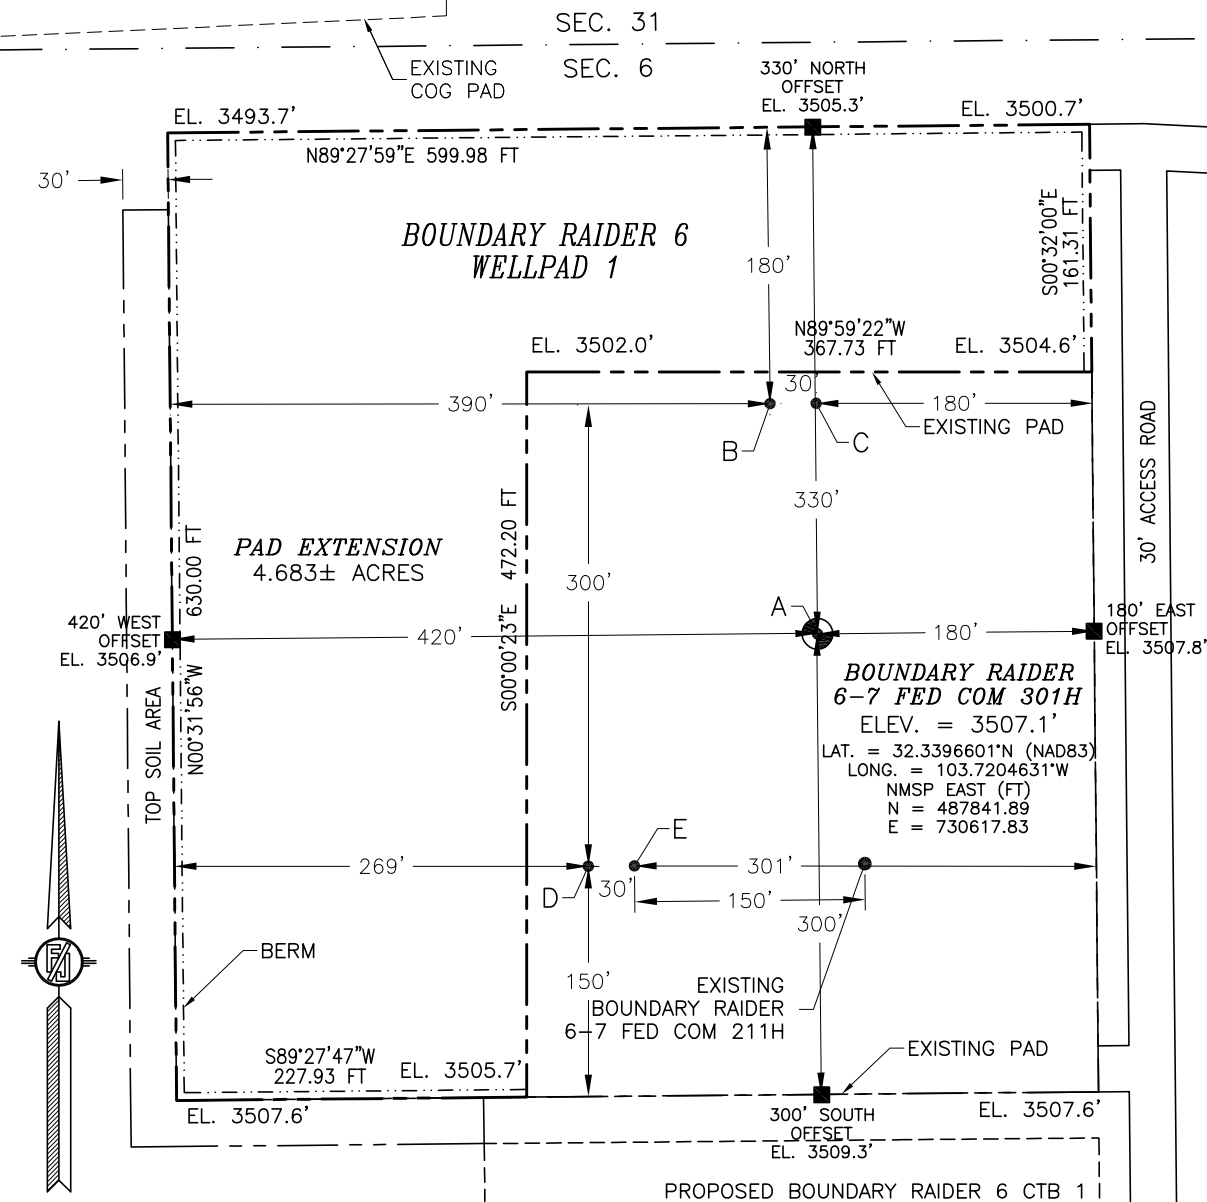 SEC. 31
SEC. 6
EXISTING
COG PAD
330' NORTH
OFFSET
EL. 3505.3'
EL. 3493.7'
EL. 3500.7'
N89°27'59"E 599.98 FT
30'
BOUNDARY RAIDER 6
WELLPAD 1
180'
S00°32'00"E
161.31 FT
EL. 3502.0'
N89°59'22"W
367.73 FT
EL. 3504.6'
30'
390'
180'
B
C
EXISTING PAD
30' ACCESS ROAD
330'
S00°00'23"E 472.20 FT
N00°31'56"W 630.00 FT
PAD EXTENSION
4.683± ACRES
300'
A
420' WEST
OFFSET
EL. 3506.9'
420'
180'
180' EAST
OFFSET
EL. 3507.8'
BOUNDARY RAIDER
6-7 FED COM 301H
ELEV. = 3507.1'
LAT. = 32.3396601°N (NAD83)
LONG. = 103.7204631°W
NMSP EAST (FT)
N = 487841.89
E = 730617.83
TOP SOIL AREA
E
269'
301'
D
30'
150'
300'
BERM
150'
EXISTING
BOUNDARY RAIDER
6-7 FED COM 211H
EXISTING PAD
S89°27'47"W
227.93 FT
EL. 3505.7'
EL. 3507.6'
300' SOUTH
OFFSET
EL. 3509.3'
EL. 3507.6'
PROPOSED BOUNDARY RAIDER 6 CTB 1